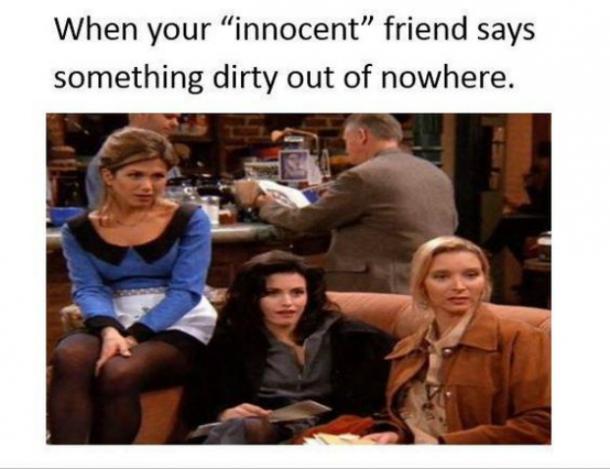 When your “innocent” friend says
something dirty out of nowhere.